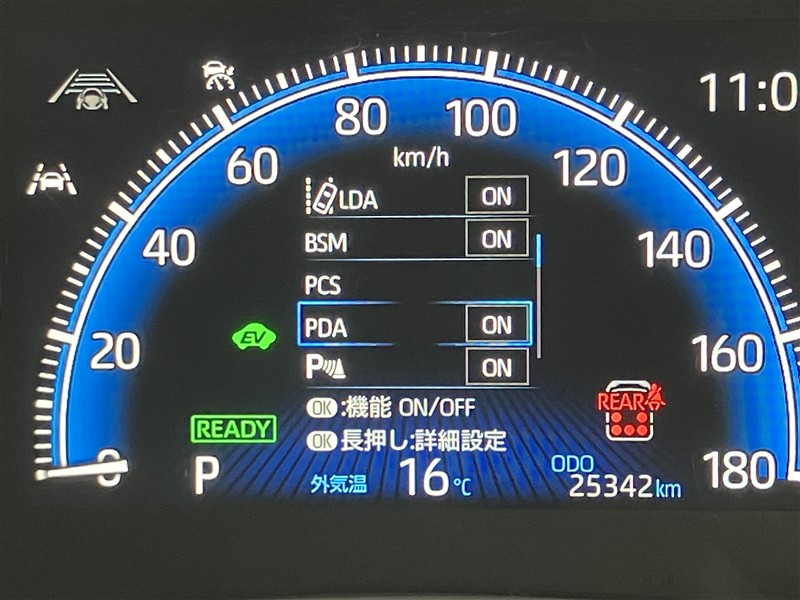 11:0
80 100
60 km/h 120
LDA ON
40 BSM ON 140
PCS
PDA ON
EV
20 160
P ON
OK:機能 ON/OFF
REAR
READY
OK長押し:詳細設定
0 P 外気温 16℃ ODO 180
25342km